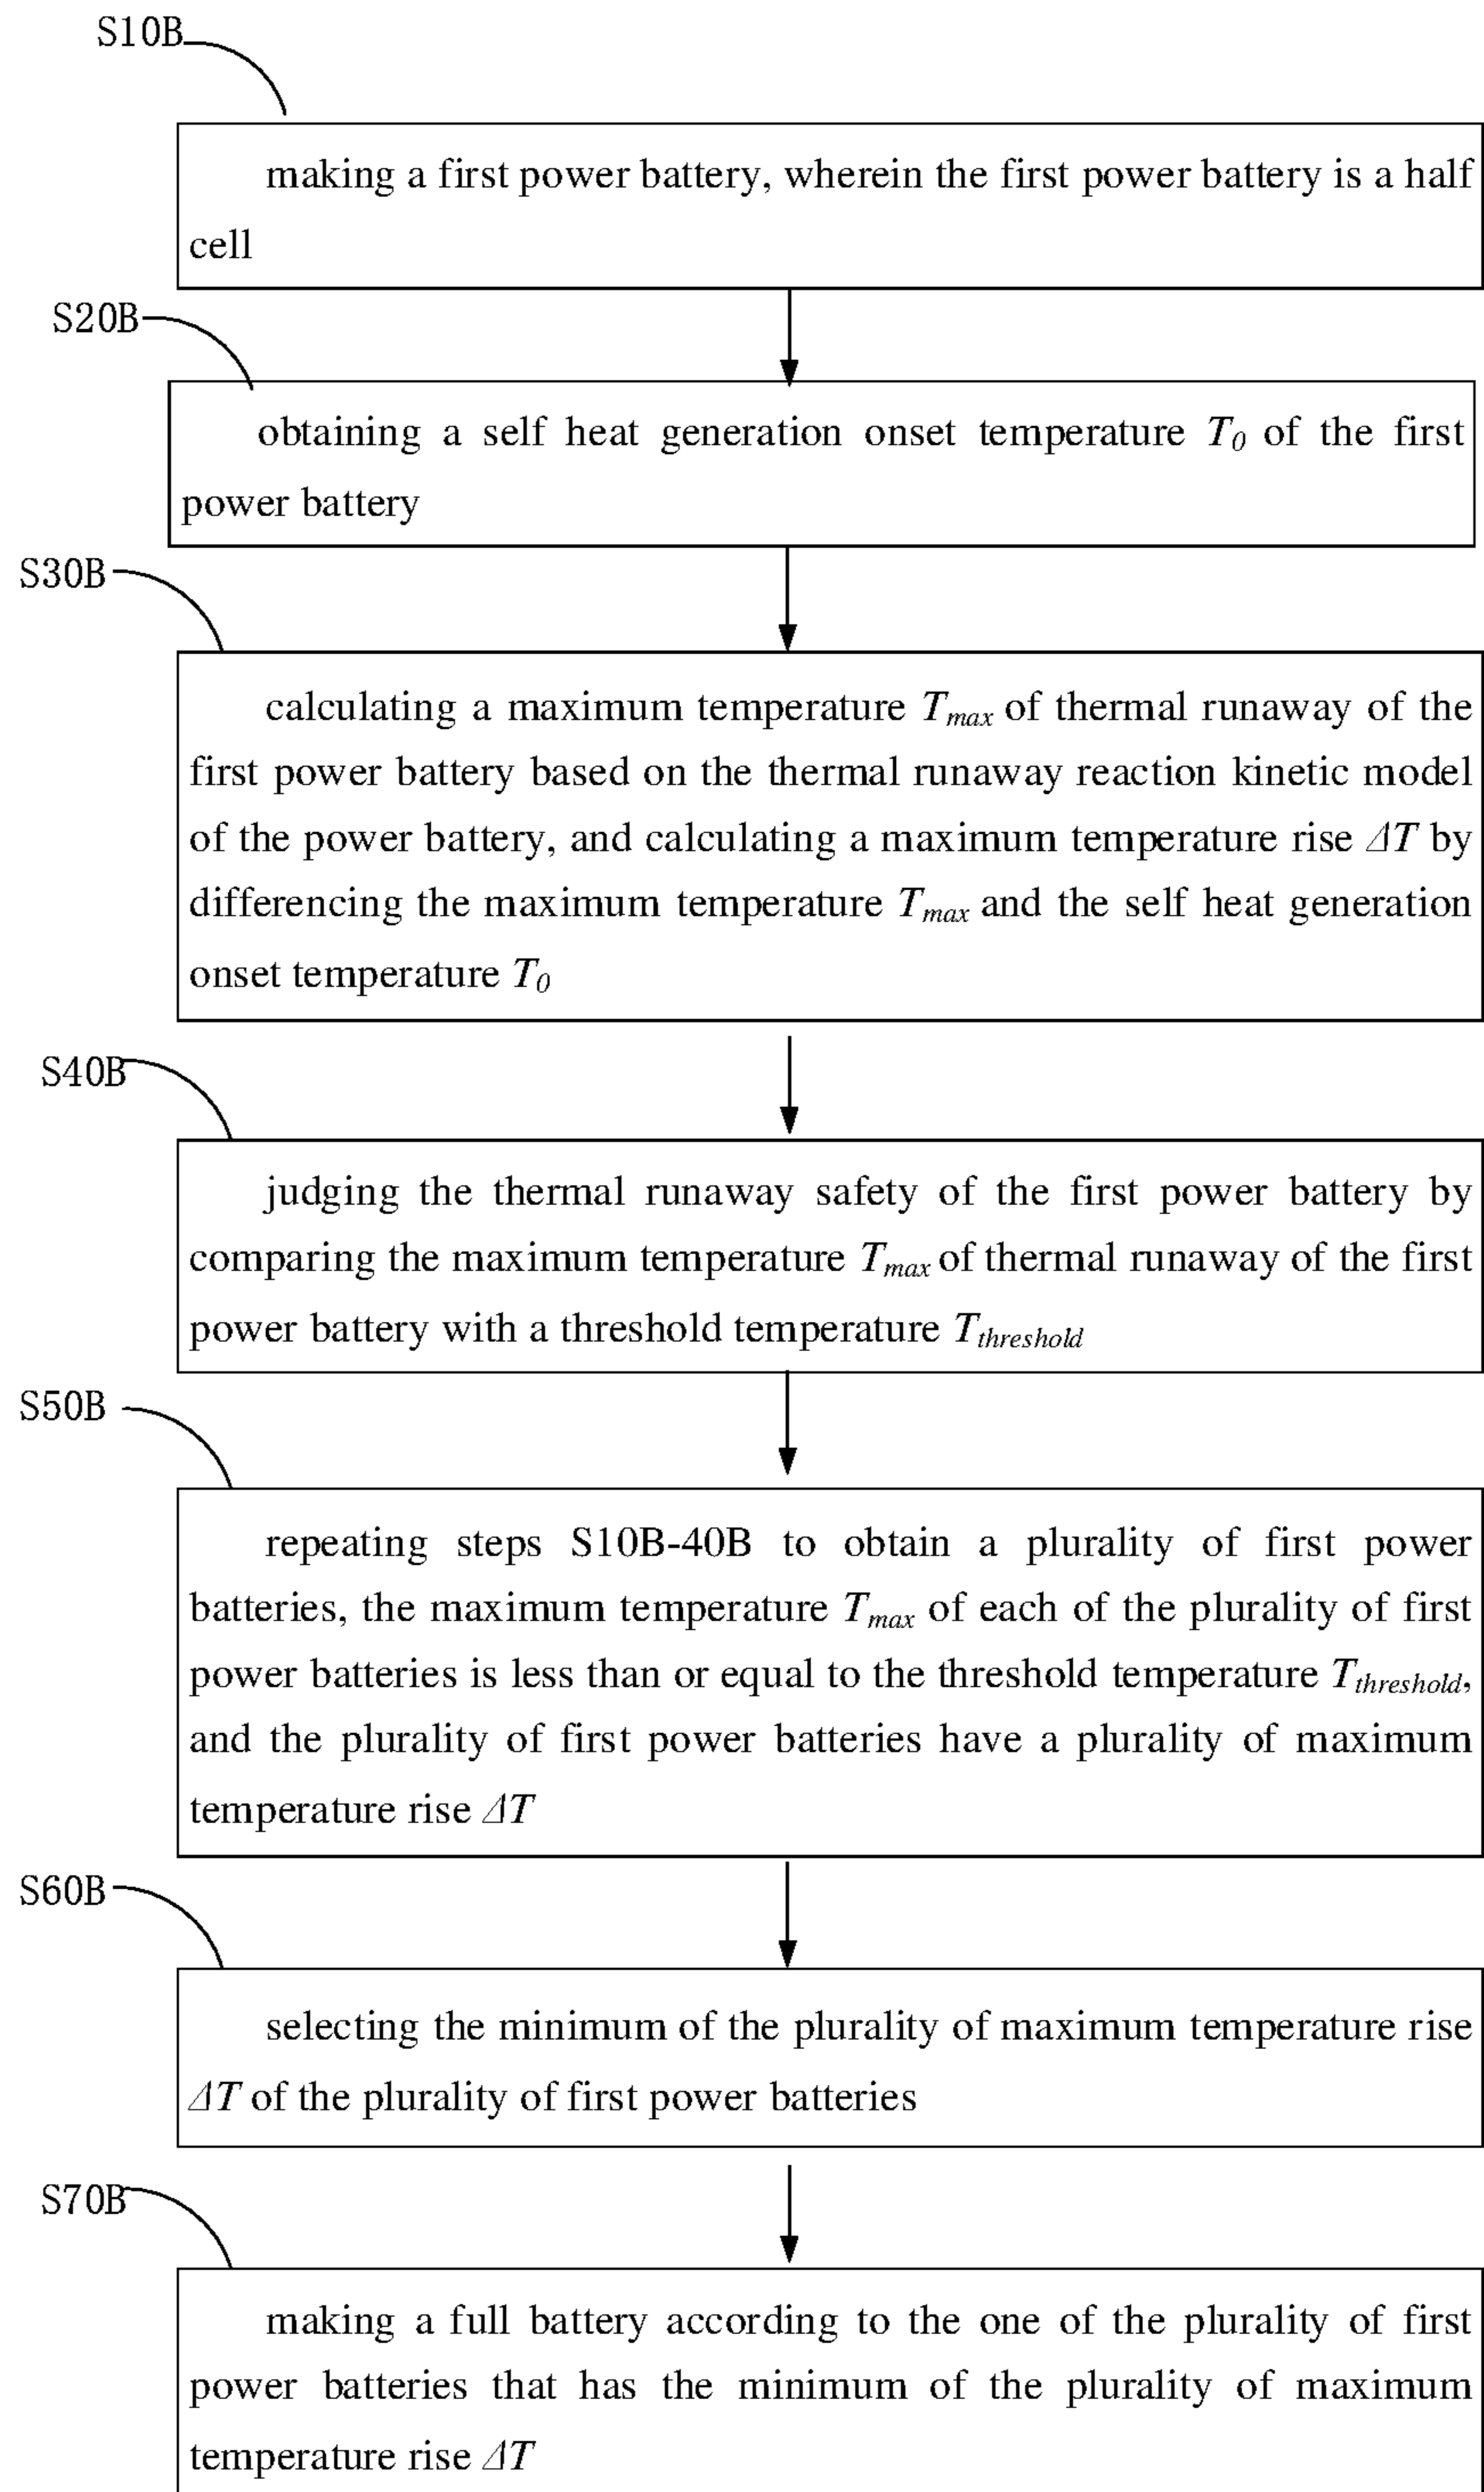 S10B
making a first power battery, wherein the first power battery is a half
cell
S20B
obtaining a self heat generation onset temperature T0 of the first
power battery
S30B
calculating a maximum temperature Tmax of thermal runaway of the
first power battery based on the thermal runaway reaction kinetic model
of the power battery, and calculating a maximum temperature rise ΔT by
differencing the maximum temperature Tmax and the self heat generation
onset temperature T0
S40B
judging the thermal runaway safety of the first power battery by
comparing the maximum temperature Tmax of thermal runaway of the first
power battery with a threshold temperature Tthreshold
S50B
repeating steps S10B-40B to obtain a plurality of first power
batteries, the maximum temperature Tmax of each of the plurality of first
power batteries is less than or equal to the threshold temperature Tthreshold,
and the plurality of first power batteries have a plurality of maximum
temperature rise ΔT
S60B
selecting the minimum of the plurality of maximum temperature rise
ΔT of the plurality of first power batteries
S70B
making a full battery according to the one of the plurality of first
power batteries that has the minimum of the plurality of maximum
temperature rise ΔT